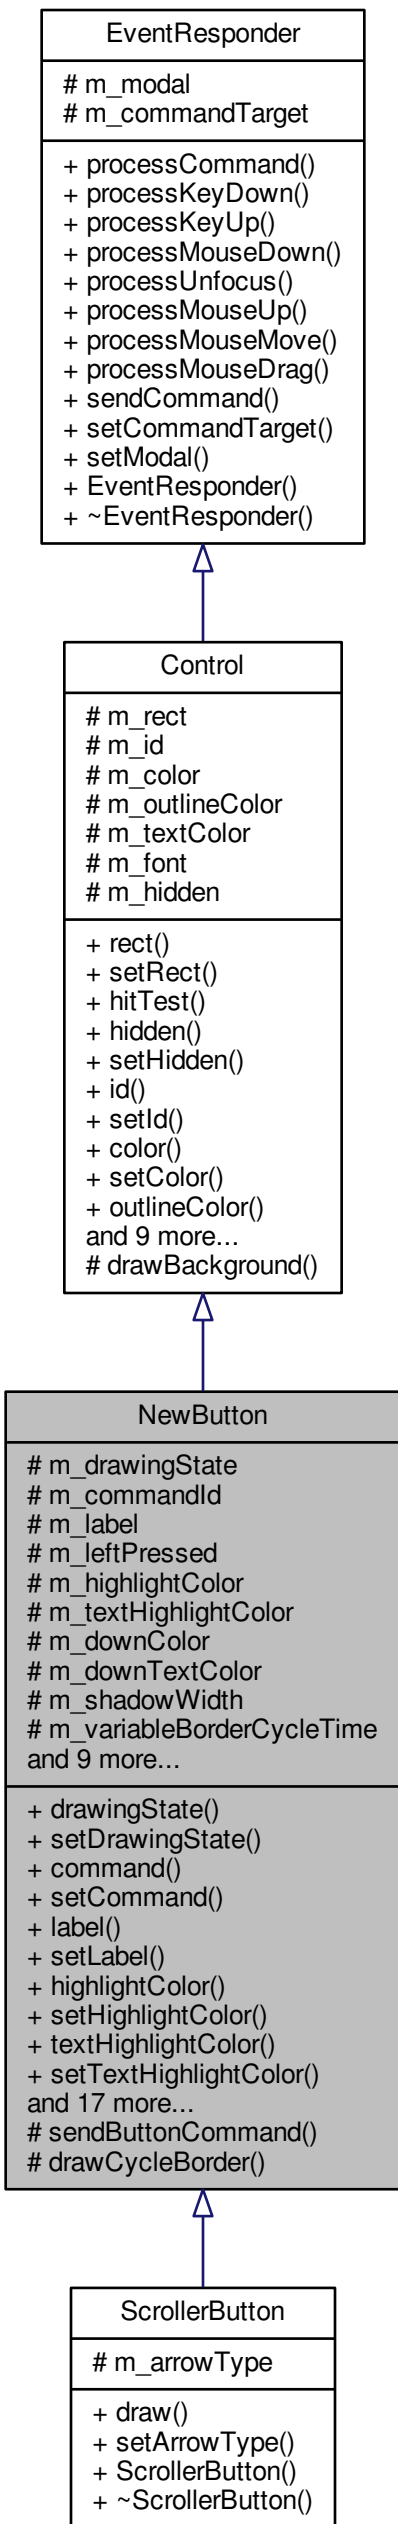 EventResponder
# m_modal
# m_commandTarget
+ processCommand()
+ processKeyDown()
+ processKeyUp()
+ processMouseDown()
+ processUnfocus()
+ processMouseUp()
+ processMouseMove()
+ processMouseDrag()
+ sendCommand()
+ setCommandTarget()
+ setModal()
+ EventResponder()
+ ~EventResponder()
Control
# m_rect
# m_id
# m_color
# m_outlineColor
# m_textColor
# m_font
# m_hidden
+ rect()
+ setRect()
+ hitTest()
+ hidden()
+ setHidden()
+ id()
+ setId()
+ color()
+ setColor()
+ outlineColor()
and 9 more...
# drawBackground()
NewButton
# m_drawingState
# m_commandId
# m_label
# m_leftPressed
# m_highlightColor
# m_textHighlightColor
# m_downColor
# m_downTextColor
# m_shadowWidth
# m_variableBorderCycleTime
and 9 more...
+ drawingState()
+ setDrawingState()
+ command()
+ setCommand()
+ label()
+ setLabel()
+ highlightColor()
+ setHighlightColor()
+ textHighlightColor()
+ setTextHighlightColor()
and 17 more...
# sendButtonCommand()
# drawCycleBorder()
ScrollerButton
# m_arrowType
+ draw()
+ setArrowType()
+ ScrollerButton()
+ ~ScrollerButton()